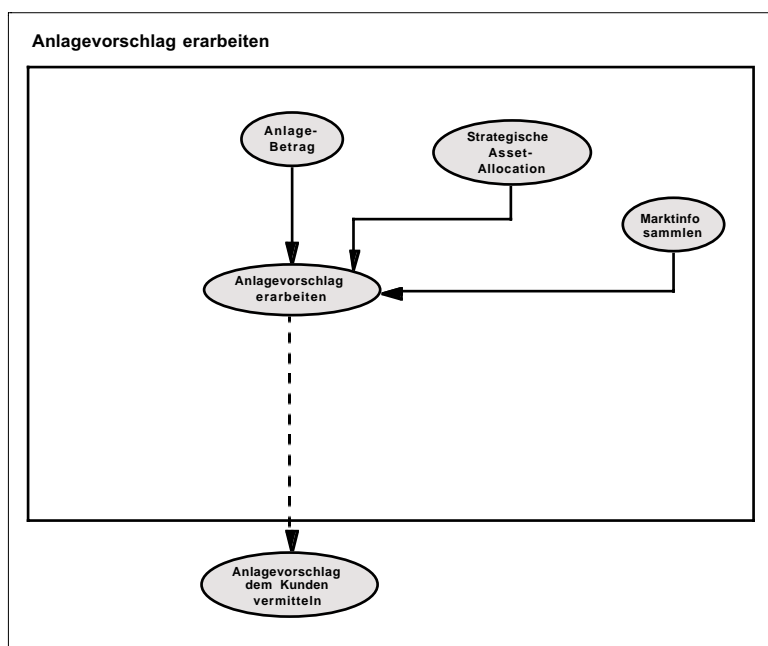 Anlagevorschlag erarbeiten
Anlage-
Betrag
Strategische
Asset-
Allocation
Marktinfo
sammlen
Anlagevorschlag
erarbeiten
Anlagevorschlag
dem Kunden
vermitteln